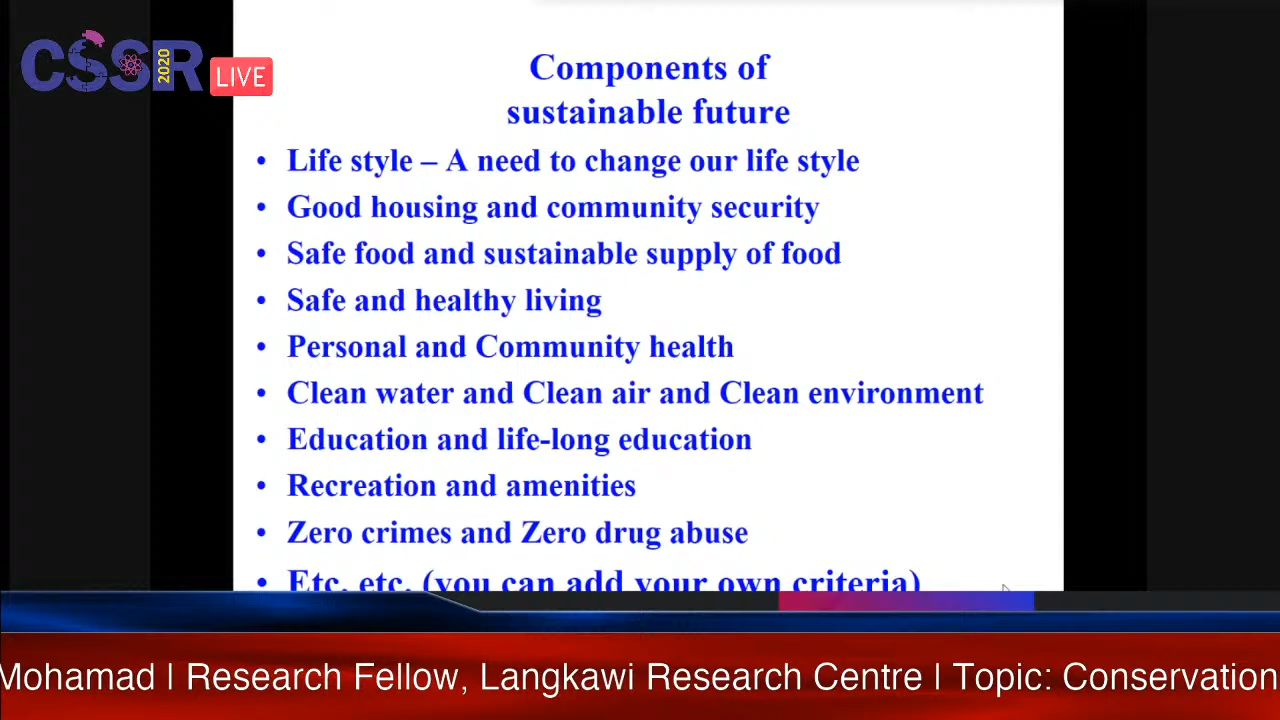 CSSR 2020
LIVE
Components of
sustainable future
• Life style – A need to change our life style
• Good housing and community security
• Safe food and sustainable supply of food
• Safe and healthy living
• Personal and Community health
• Clean water and Clean air and Clean environment
• Education and life-long education
• Recreation and amenities
• Zero crimes and Zero drug abuse
• Etc. etc. (you can add your own criteria)
Mohamad | Research Fellow, Langkawi Research Centre | Topic: Conservation